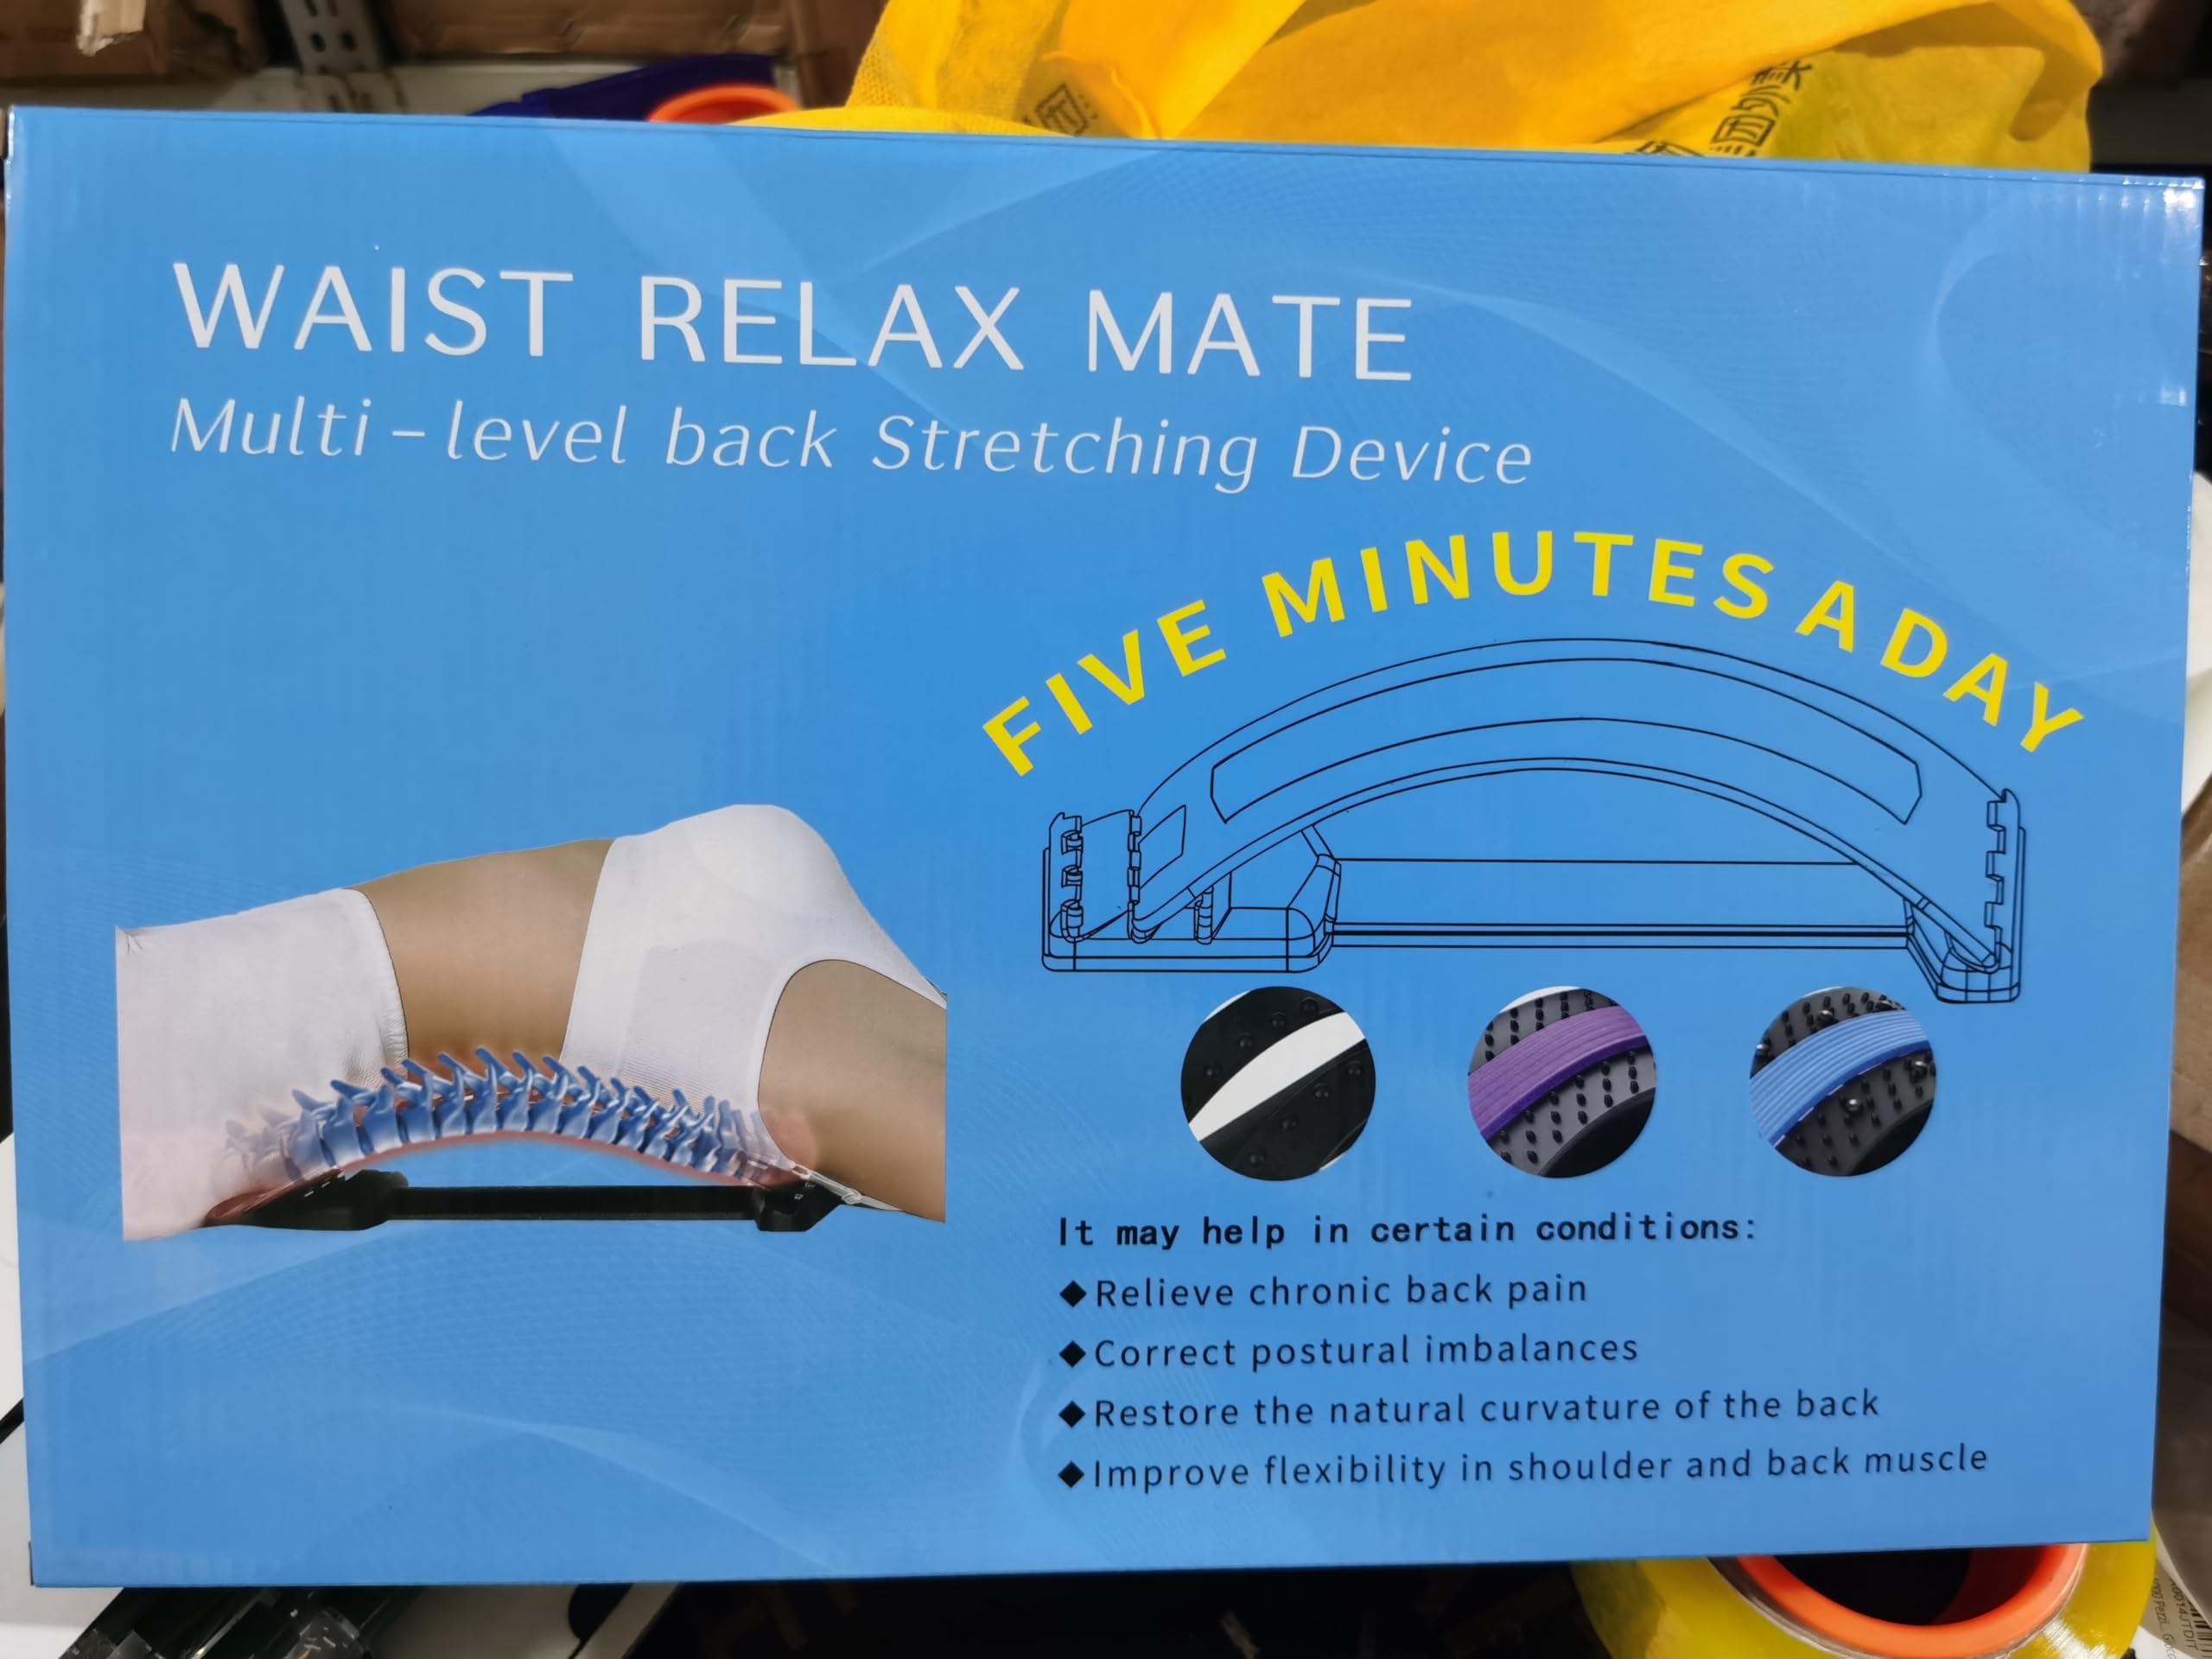 WAIST RELAX MATE
Multi-level back Stretching Device
FIVE MINUTES A DAY
It may help in certain conditions:
◆Relieve chronic back pain
◆Correct postural imbalances
◆Restore the natural curvature of the back
◆Improve flexibility in shoulder and back muscle